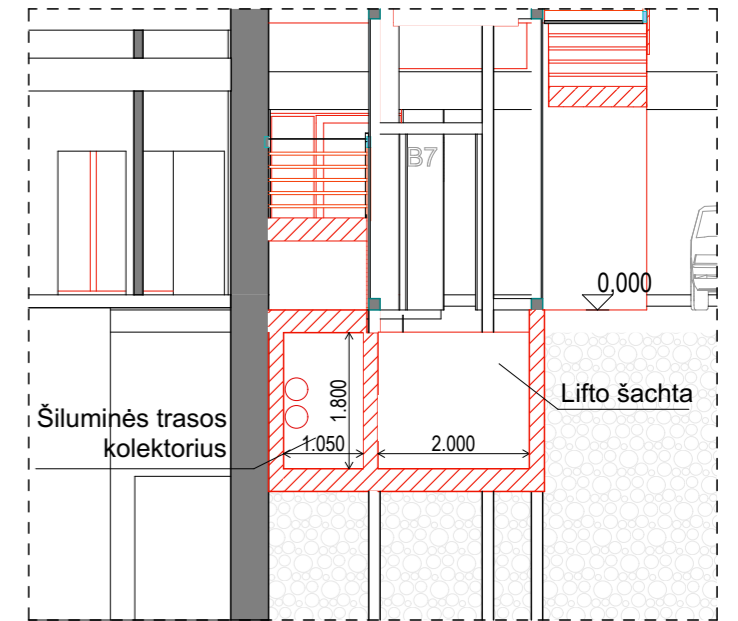 B7
0,000
Šiluminės trasos
kolektorius
1.800
1.050
2.000
Lifto šachta